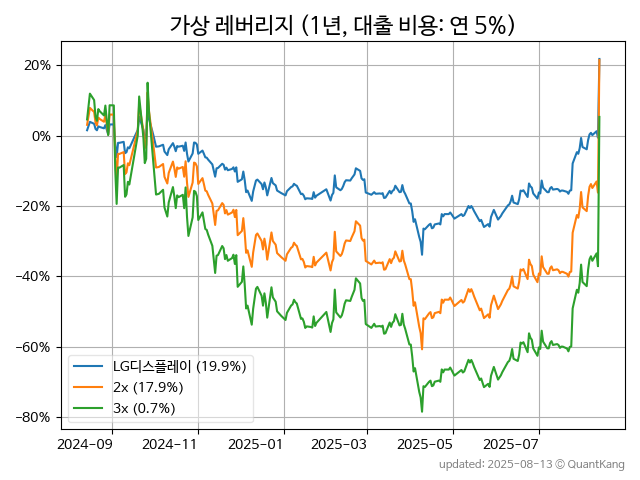 가상 레버리지 (1년, 대출 비용: 연 5%)
20%
0%
−20%
−40%
−60%
−80%
LG디스플레이 (19.9%)
2x (17.9%)
3x (0.7%)
2024-09 2024-11 2025-01 2025-03 2025-05 2025-07
updated: 2025-08-13 © QuantKang